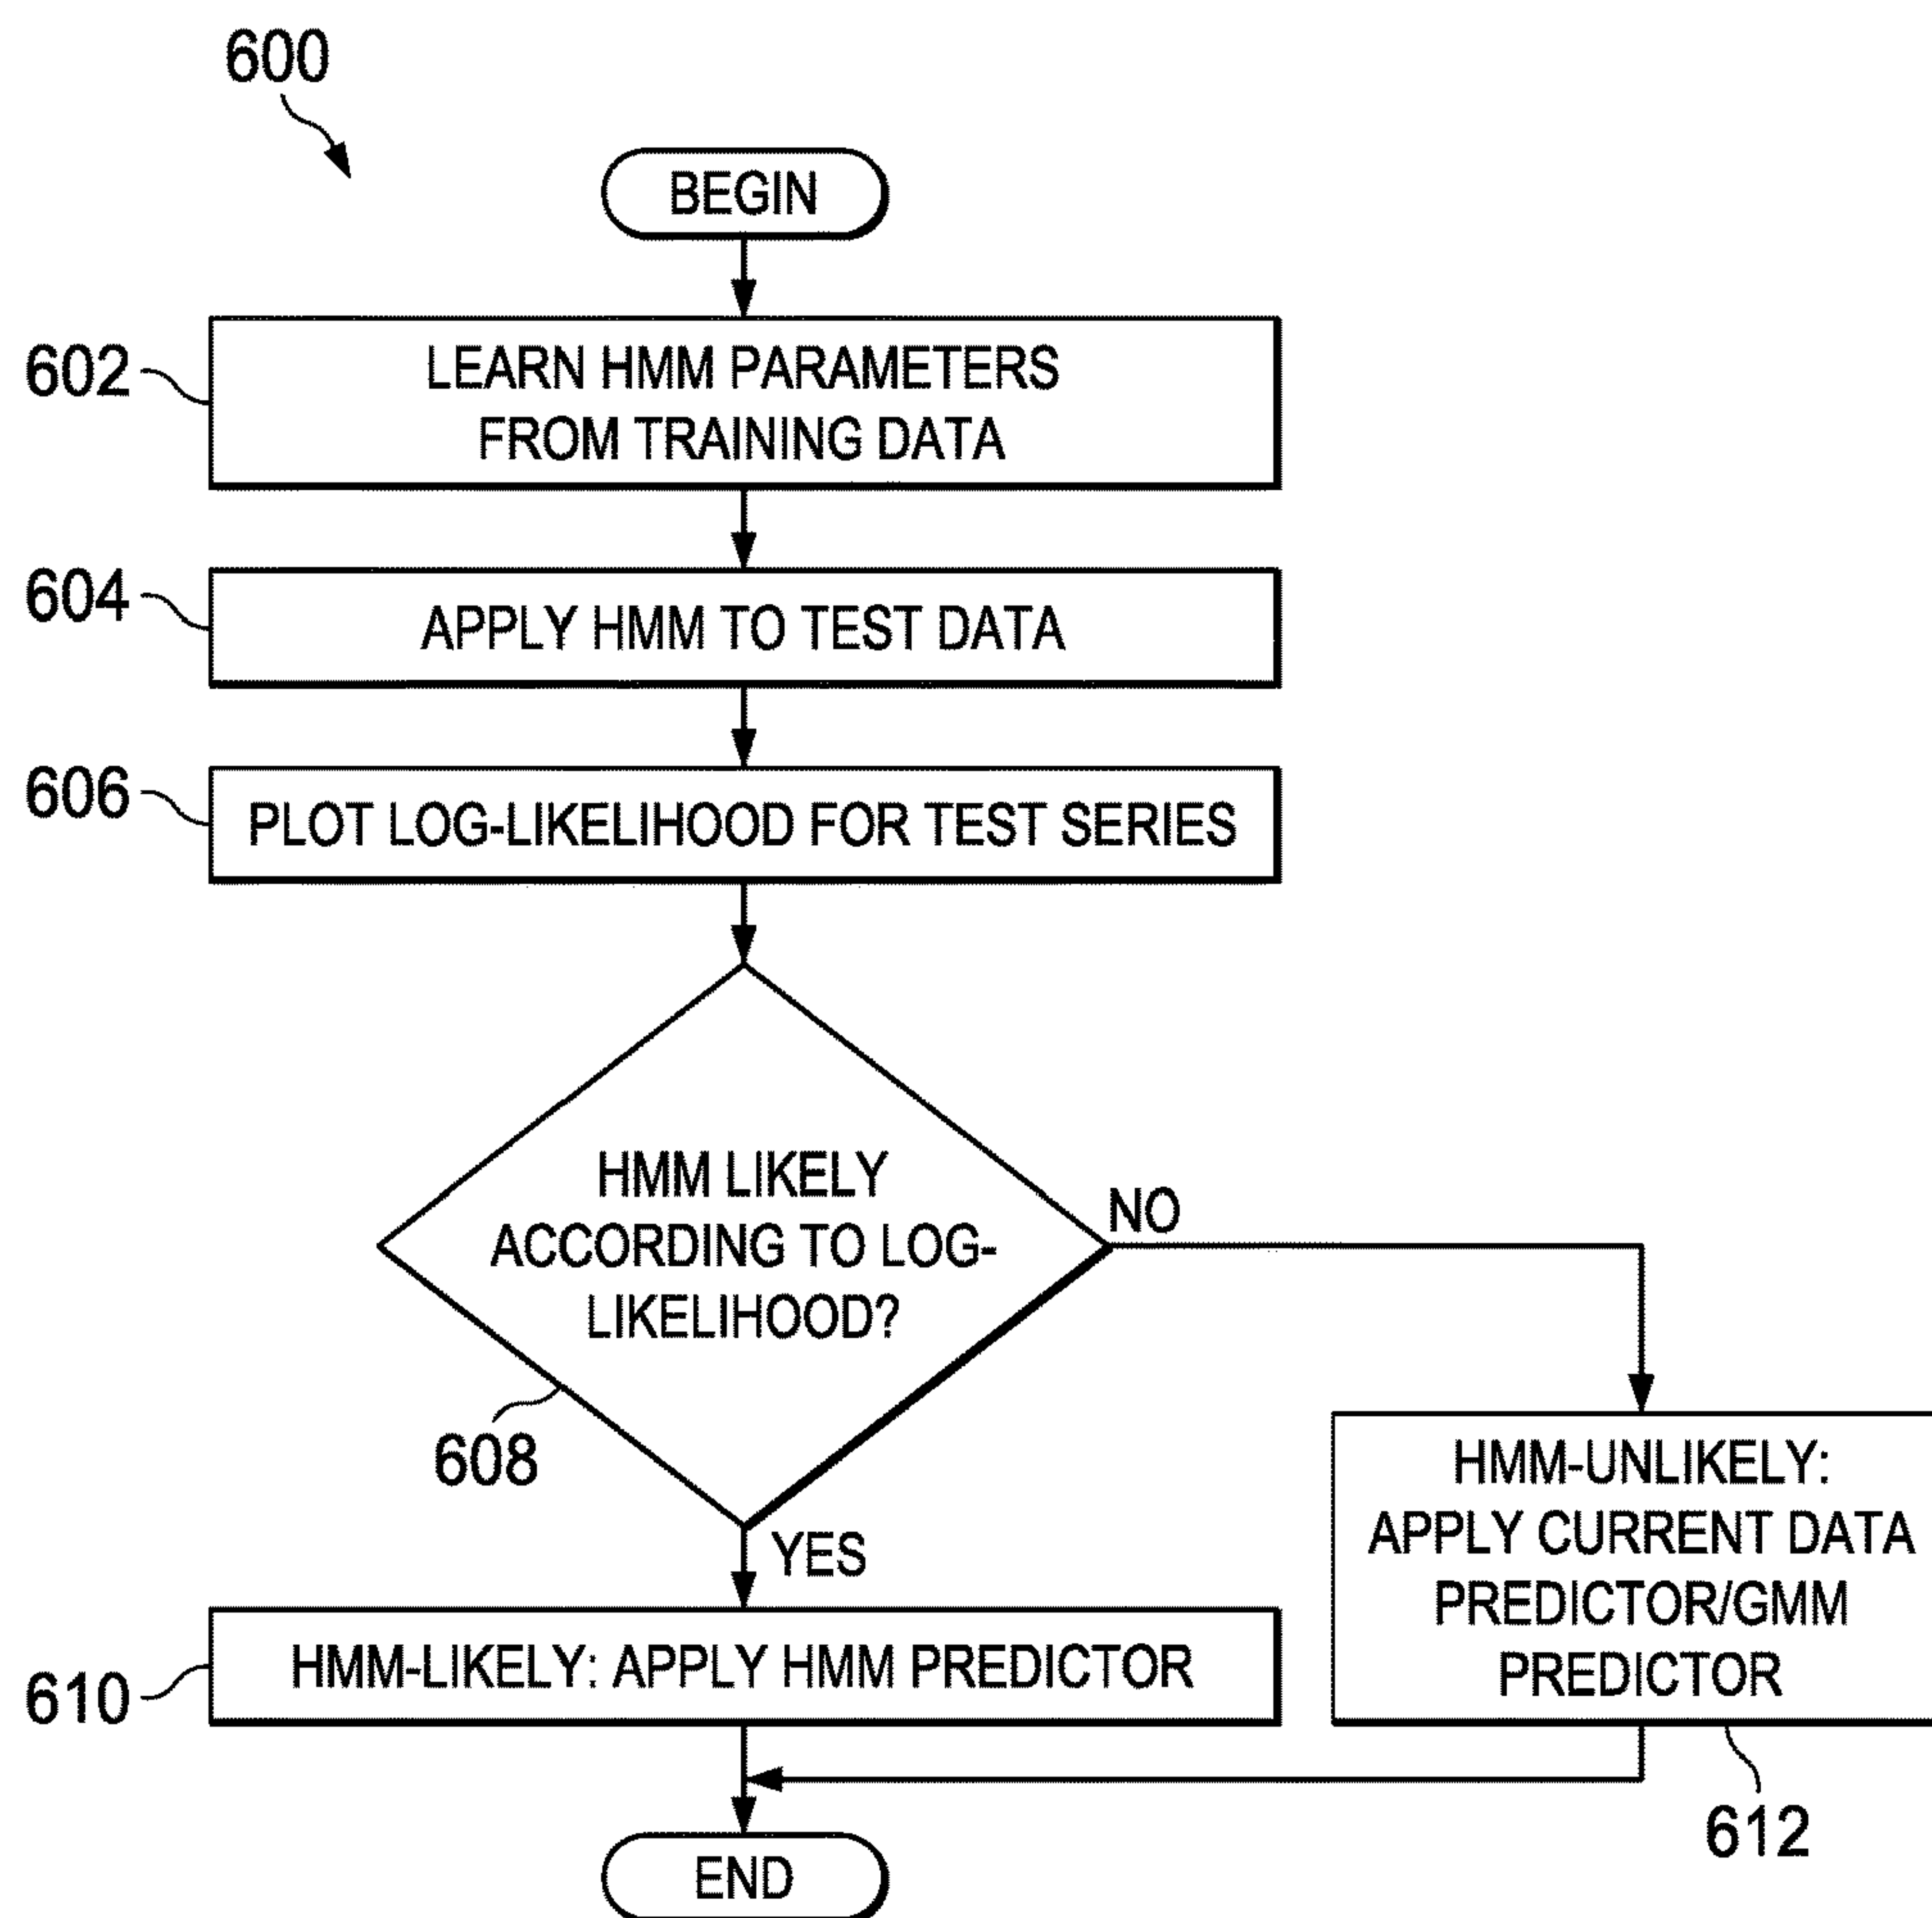 600
BEGIN
602
LEARN HMM PARAMETERS
FROM TRAINING DATA
604
APPLY HMM TO TEST DATA
606
PLOT LOG-LIKELIHOOD FOR TEST SERIES
HMM LIKELY
ACCORDING TO LOG-
LIKELIHOOD?
NO
608
YES
HMM-UNLIKELY:
APPLY CURRENT DATA
PREDICTOR/GMM
PREDICTOR
610
HMM-LIKELY: APPLY HMM PREDICTOR
612
END